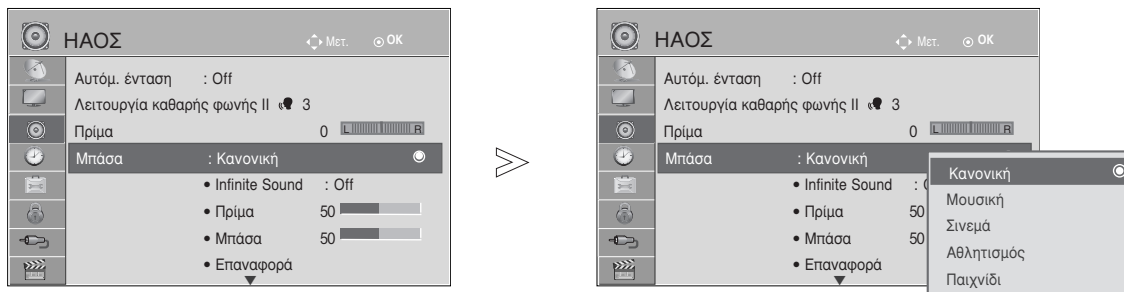 ΗΑΟΣ Μετ. OK
Αυτόμ. ένταση : Off
Λειτουργία καθαρής φωνής II 3
Πρίμα 0 L R
Μπάσα : Κανονική
• Infinite Sound : Off
• Πρίμα 50
• Μπάσα 50
• Επαναφορά
ΗΑΟΣ Μετ. OK
Αυτόμ. ένταση : Off
Λειτουργία καθαρής φωνής II 3
Πρίμα 0 L R
Μπάσα : Κανονική
• Infinite Sound :
• Πρίμα 50
• Μπάσα 50
• Επαναφορά
Κανονική
Μουσική
Σινεμά
Αθλητισμός
Παιχνίδι